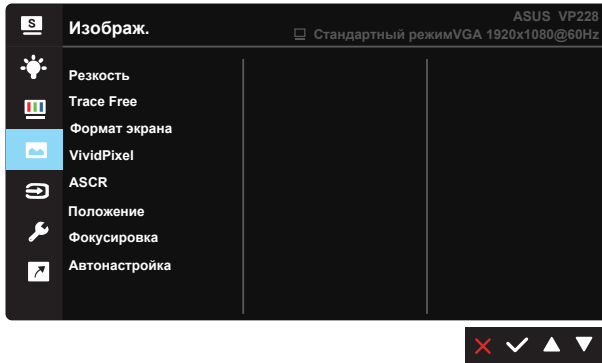 S
Изображ.
ASUS VP228
Стандартный режимVGA 1920x1080@60Hz
Резкость
Trace Free
Формат экрана
VividPixel
ASCR
Положение
Фокусировка
Автонастройка